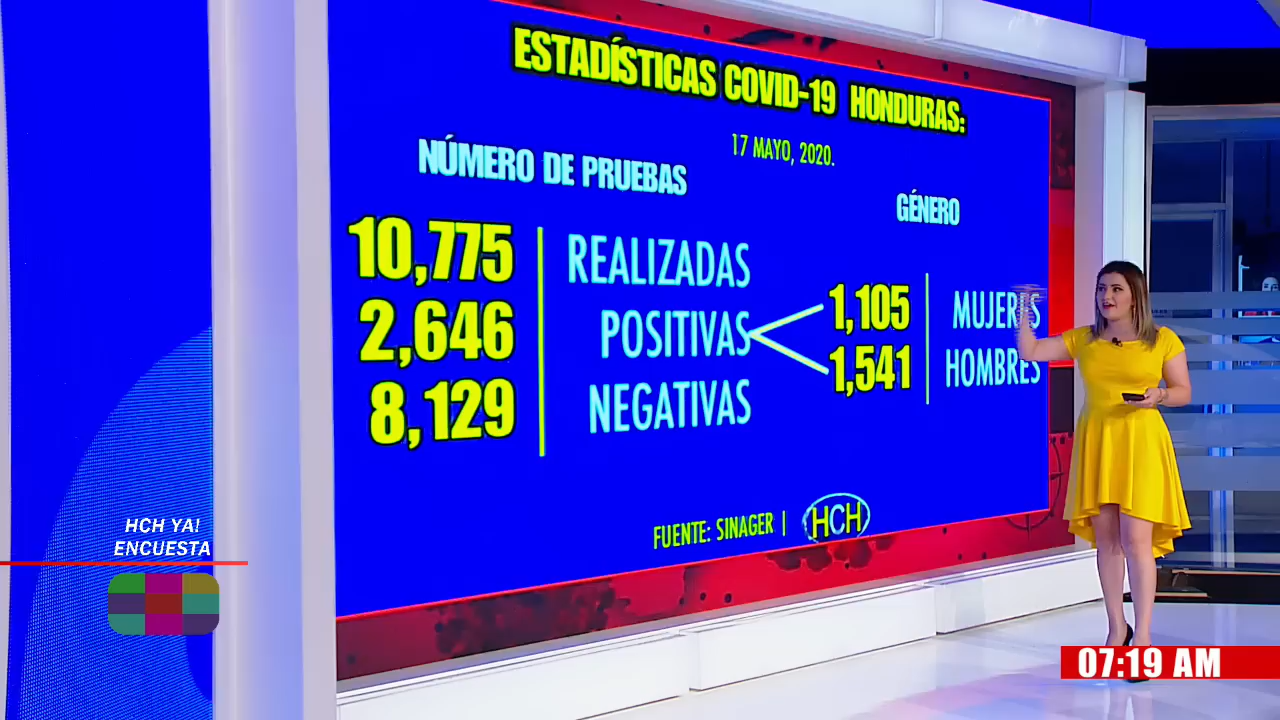 ESTADÍSTICAS COVID-19 HONDURAS:
17 MAYO, 2020.
NÚMERO DE PRUEBAS
10,775 REALIZADAS
2,646 POSITIVAS
8,129 NEGATIVAS
GÉNERO
1,105 MUJERES
1,541 HOMBRES
FUENTE: SINAGER | HCH
HCH YA!
ENCUESTA
07:19 AM